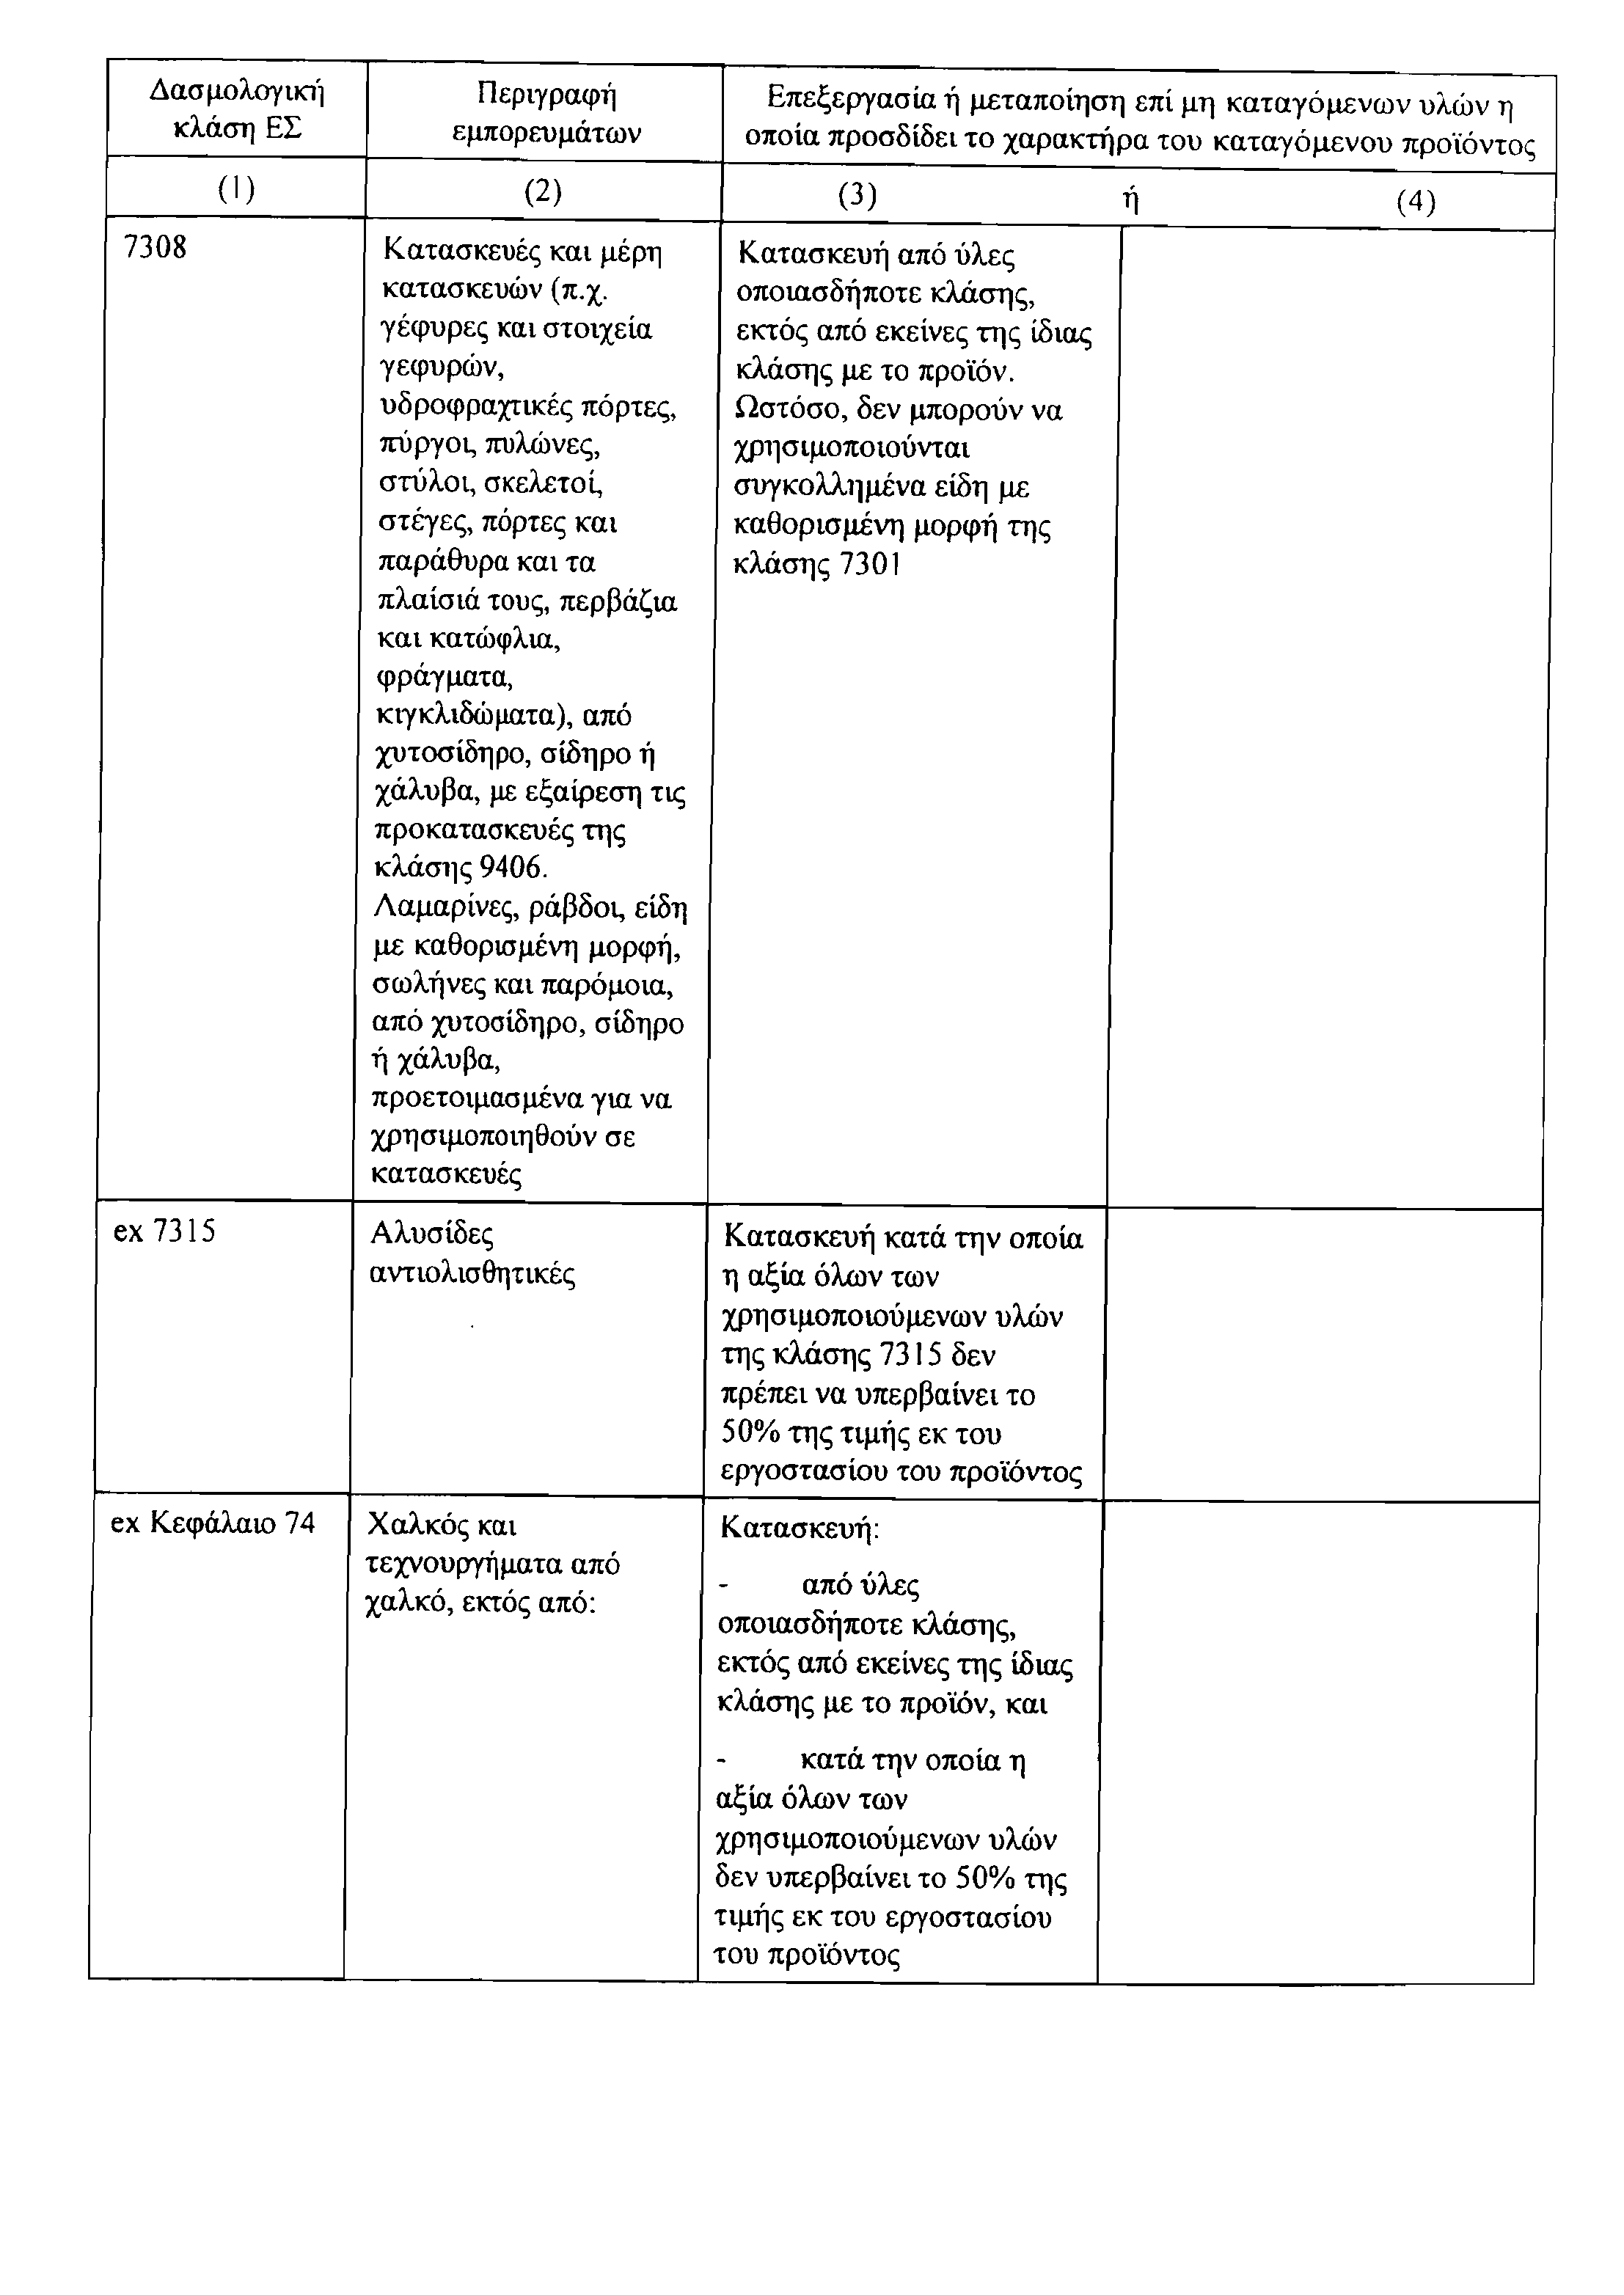 Δασμολογική
κλάση ΕΣ
Περιγραφή
εμπορευμάτων
Επεξεργασία ή μεταποίηση επί μη καταγόμενων υλών η
οποία προσδίδει το χαρακτήρα του καταγόμενου προϊόντος
(1)
(2)
(3) ή (4)
7308
Κατασκευές και μέρη
κατασκευών (π.χ.
γέφυρες και στοιχεία
γεφυρών,
υδροφραχτικές πόρτες,
πύργοι, πυλώνες,
στύλοι, σκελετοί,
στέγες, πόρτες και
παράθυρα και τα
πλαίσιά τους, περβάζια
και κατώφλια,
φράγματα,
κιγκλιδώματα), από
χυτοσίδηρο, σίδηρο ή
χάλυβα, με εξαίρεση τις
προκατασκευές της
κλάσης 9406.
Λαμαρίνες, ράβδοι, είδη
με καθορισμένη μορφή,
σωλήνες και παρόμοια,
από χυτοσίδηρο, σίδηρο
ή χάλυβα,
προετοιμασμένα για να
χρησιμοποιηθούν σε
κατασκευές
Κατασκευή από ύλες
οποιασδήποτε κλάσης,
εκτός από εκείνες της ίδιας
κλάσης με το προϊόν.
Ωστόσο, δεν μπορούν να
χρησιμοποιούνται
συγκολλημένα είδη με
καθορισμένη μορφή της
κλάσης 7301
ex 7315
Αλυσίδες
αντιολισθητικές
Κατασκευή κατά την οποία
η αξία όλων των
χρησιμοποιούμενων υλών
της κλάσης 7315 δεν
πρέπει να υπερβαίνει το
50% της τιμής εκ του
εργοστασίου του προϊόντος
ex Κεφάλαιο 74
Χαλκός και
τεχνουργήματα από
χαλκό, εκτός από:
Κατασκευή:
- από ύλες
οποιασδήποτε κλάσης,
εκτός από εκείνες της ίδιας
κλάσης με το προϊόν, και
- κατά την οποία η
αξία όλων των
χρησιμοποιούμενων υλών
δεν υπερβαίνει το 50% της
τιμής εκ του εργοστασίου
του προϊόντος